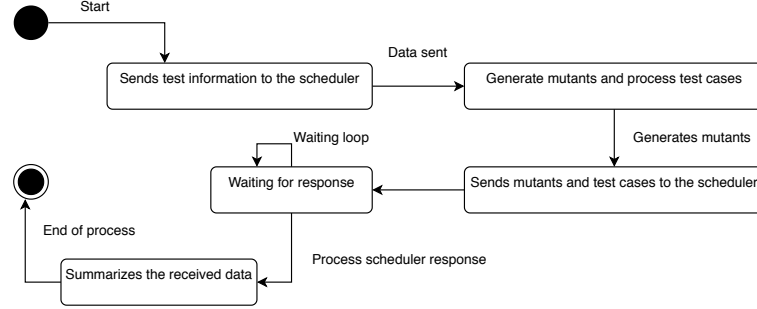 Start
Sends test information to the scheduler
Data sent
Generate mutants and process test cases
Generates mutants
Sends mutants and test cases to the scheduler
Waiting loop
Waiting for response
Process scheduler response
Summarizes the received data
End of process